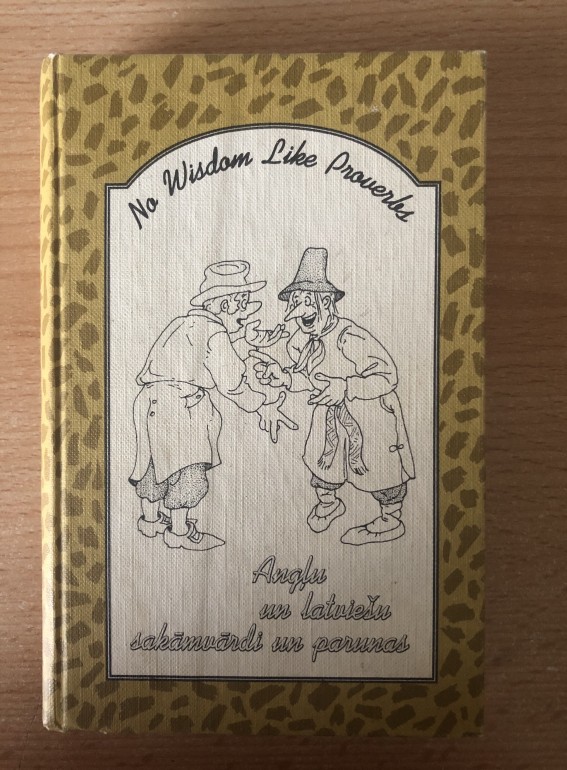 No Wisdom Like Proverbs
Angļu
un latviešu
sakāmvārdi un parunas